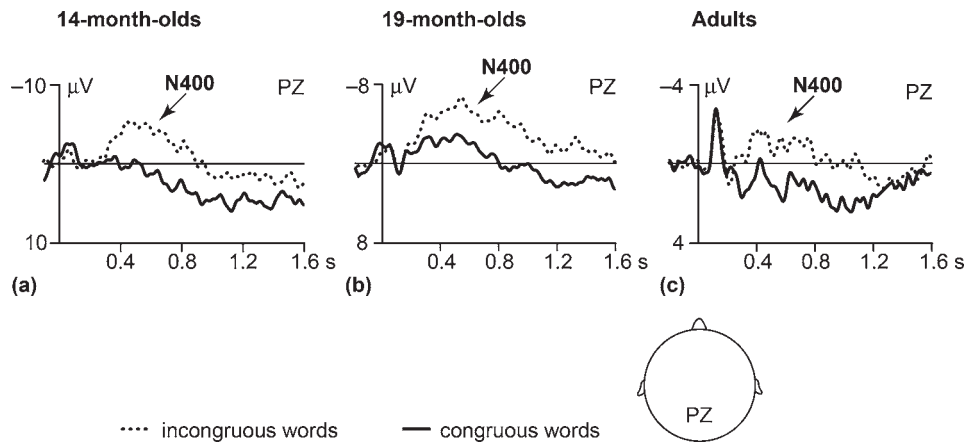 14-month-olds
19-month-olds
Adults
–10
μV
N400
PZ
10
0.4
0.8
1.2
1.6 s
(a)
–8
μV
N400
PZ
8
0.4
0.8
1.2
1.6 s
(b)
–4
μV
N400
PZ
4
0.4
0.8
1.2
1.6 s
(c)
PZ
incongruous words
congruous words